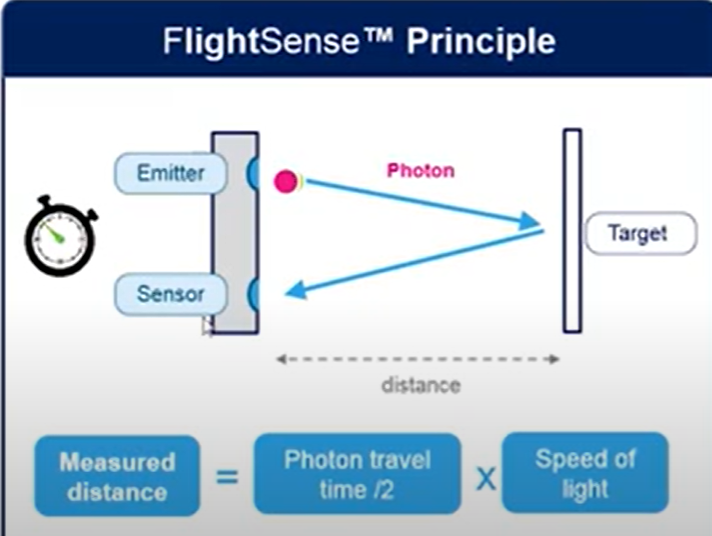 FlightSense™ Principle
Emitter
Photon
Target
Sensor
distance
Measured
distance
=
Photon travel
time /2
X
Speed of
light